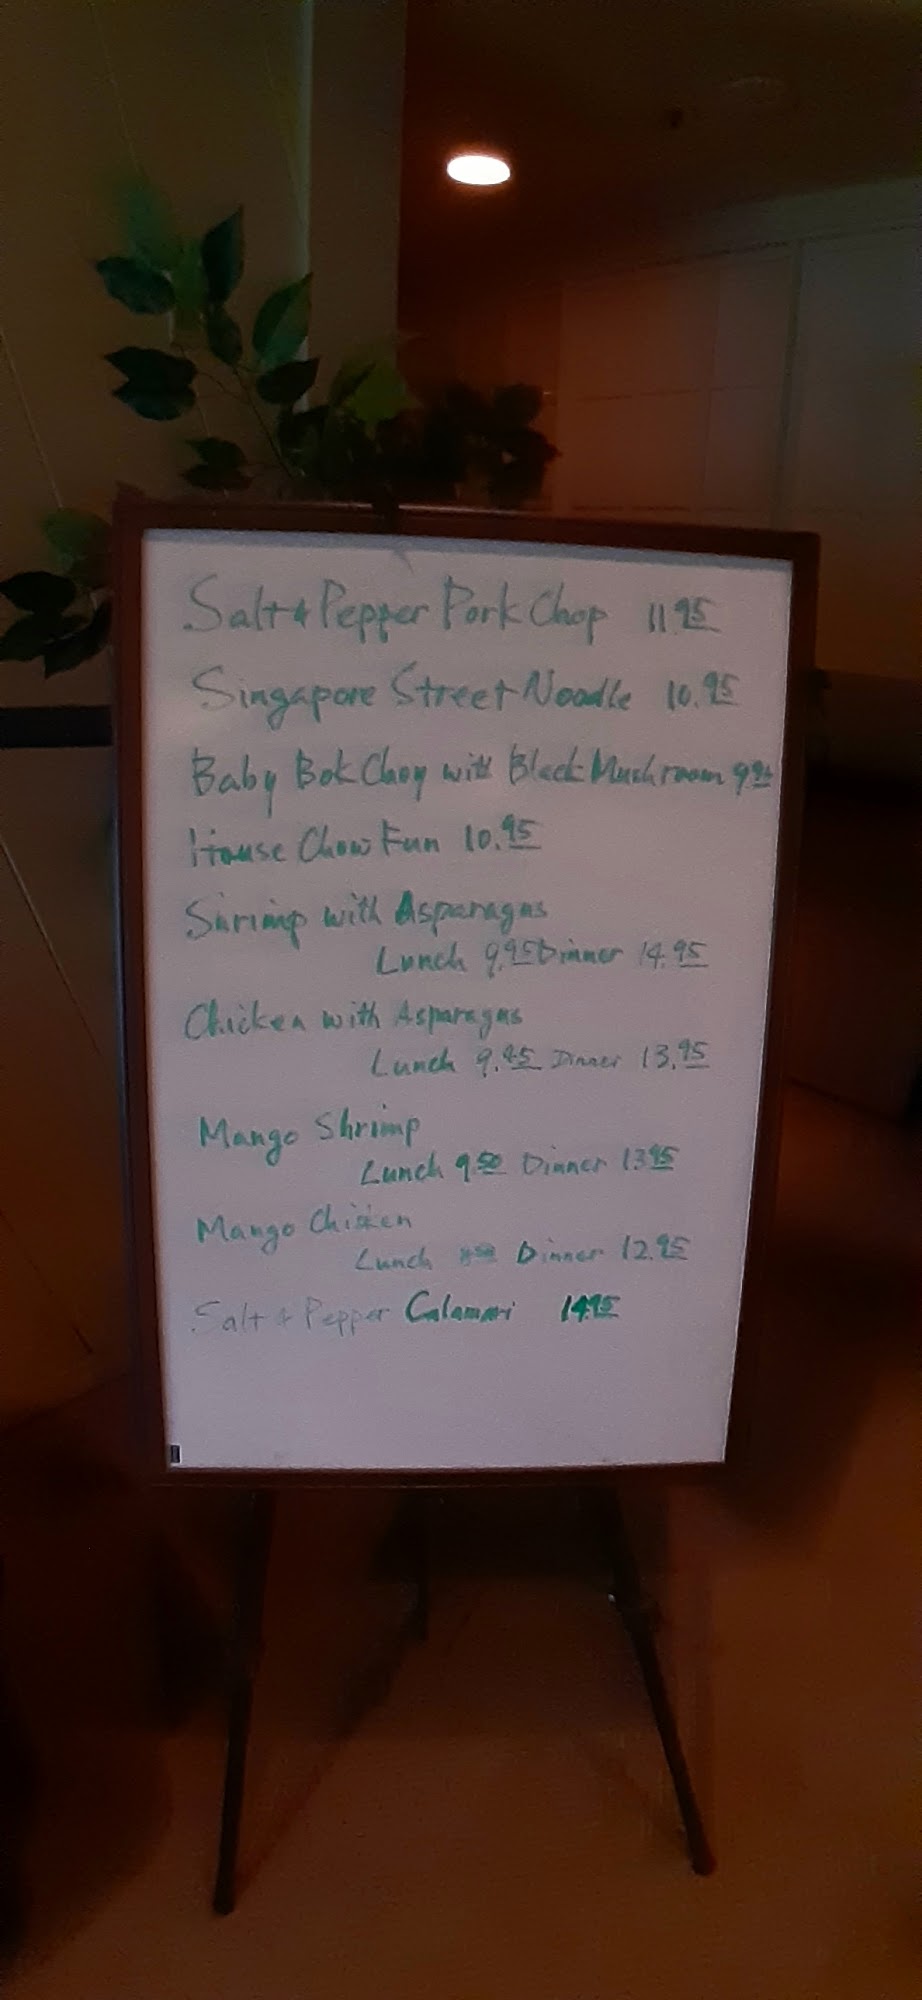 Salt & Pepper Pork Chop 11.95
Singapore Street Noodle 10.95
Baby Bok Choy with Black Mushroom 9.95
House Chow Fun 10.95
Shrimp with Asparagus
Lunch 9.95 Dinner 14.95
Chicken with Asparagus
Lunch 9.45 Dinner 13.95
Mango Shrimp
Lunch 9.50 Dinner 13.95
Mango Chicken
Lunch Dinner 12.95
Salt & Pepper Calamari 14.95